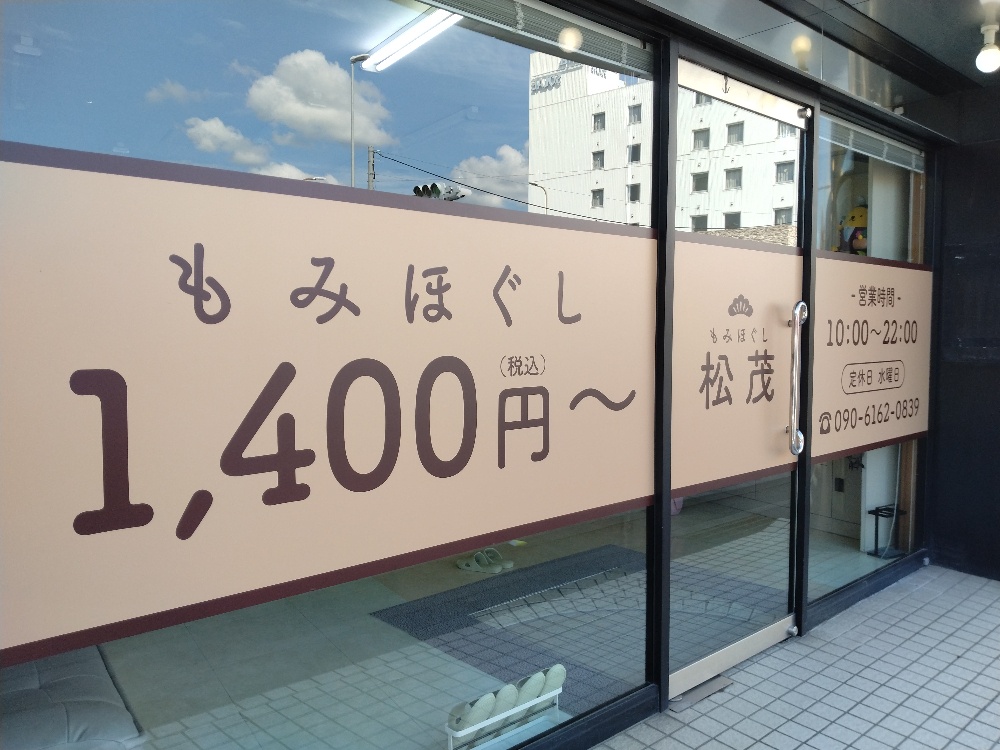 もみほぐし
1,400円～
（税込）
もみほぐし
松茂
-営業時間-
10:00～22:00
定休日 水曜日
☎090-6162-0839